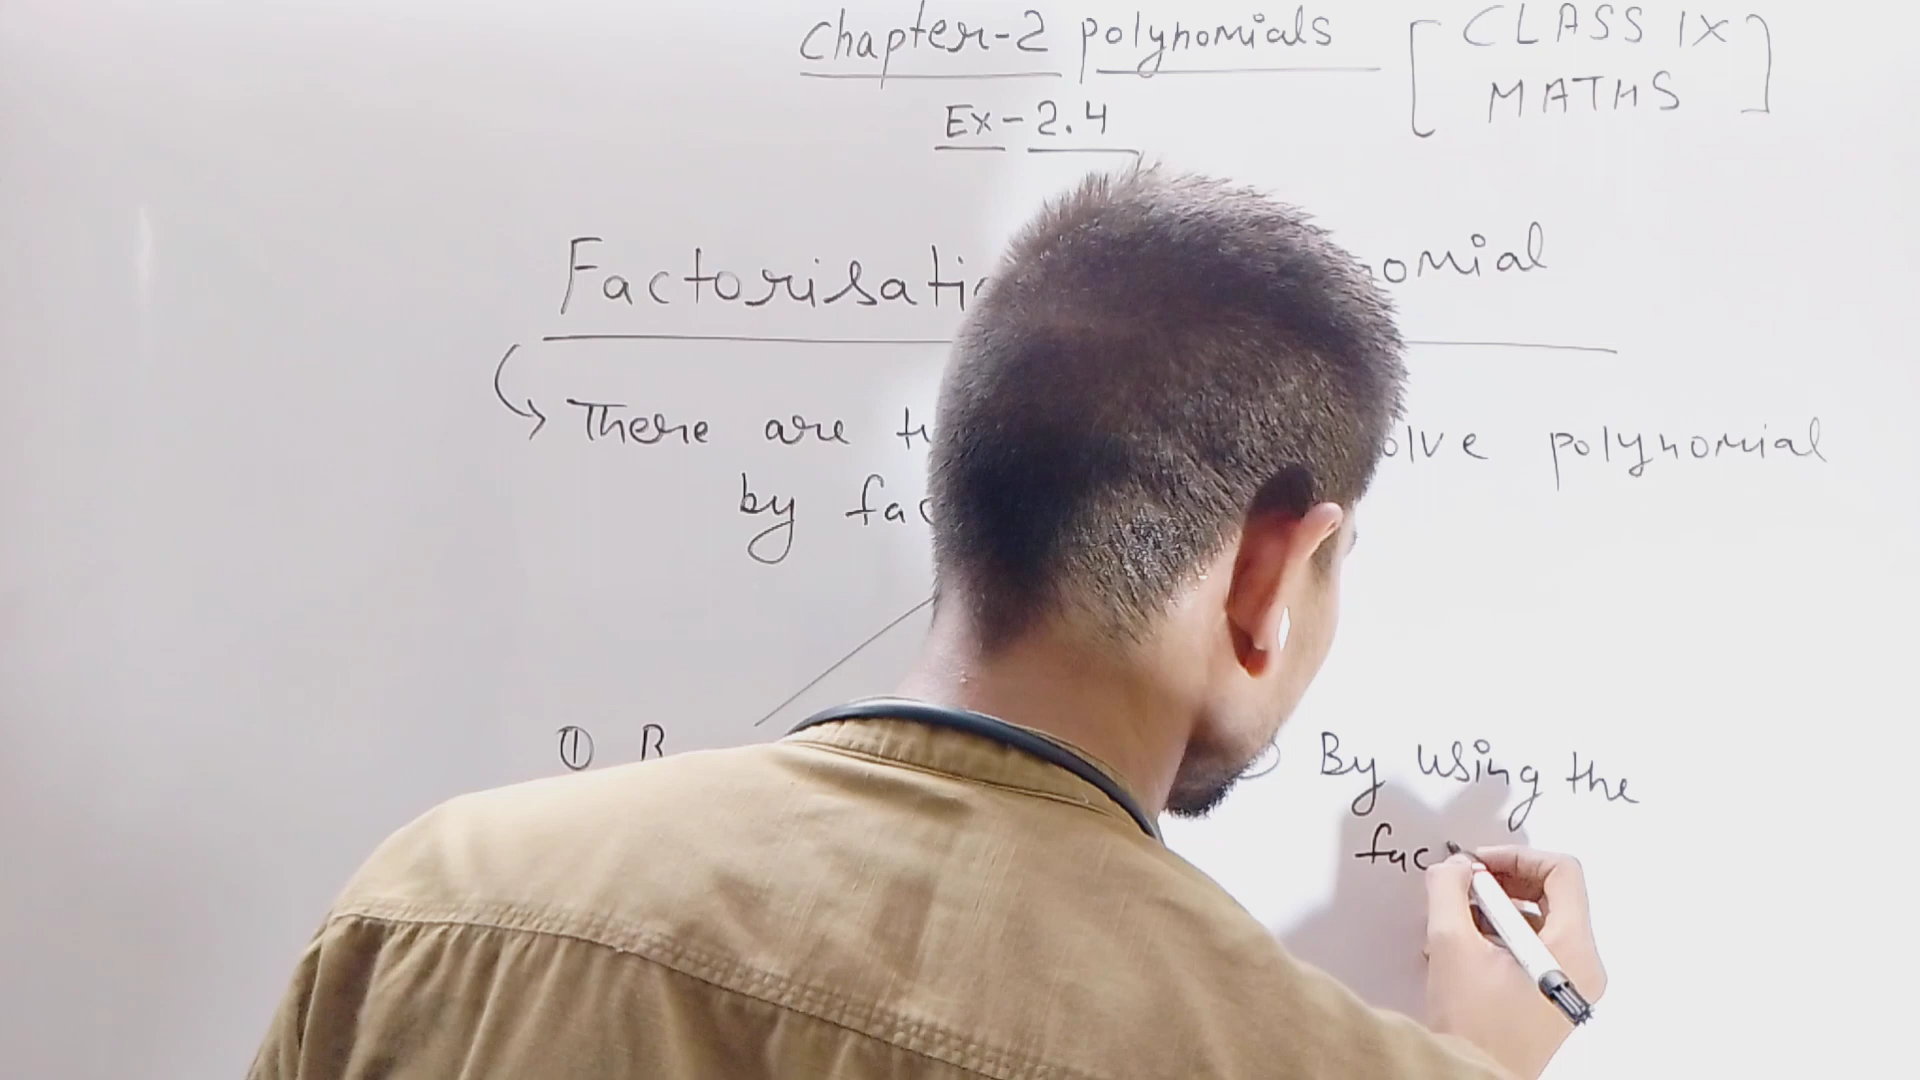 Chapter-2 polynomials [ CLASS IX
MATHS ]
Ex-2.4
Factorisati omial
There are olve polynomial
by fac
① B
By using the
fac